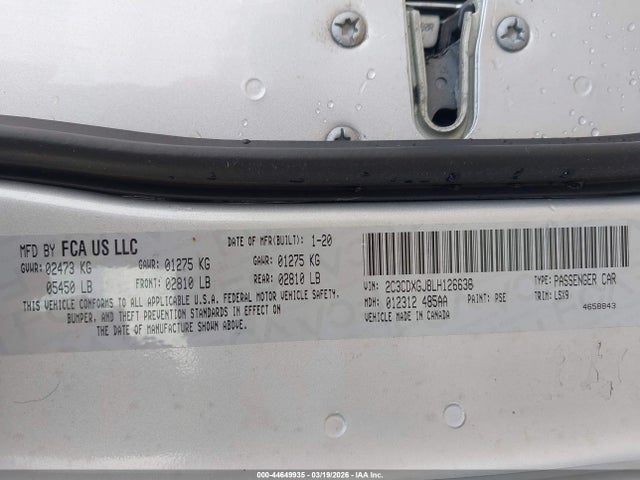 MFD BY FCA US LLC
DATE OF MFR(BUILT): 1-20
GVWR: 02473 KG GAWR: 01275 KG GAWR: 01275 KG
05450 LB FRONT: 02810 LB REAR: 02810 LB
THIS VEHICLE CONFORMS TO ALL APPLICABLE U.S.A. FEDERAL MOTOR VEHICLE SAFETY,
BUMPER, AND THEFT PREVENTION STANDARDS IN EFFECT ON
THE DATE OF MANUFACTURE SHOWN ABOVE.
VIN: 2C3CDXGJ8LH126636 TYPE: PASSENGER CAR
MDH: 012312 485AA PAINT: PSE TRIM: LSX9
VEHICLE MADE IN CANADA 4658843
000-44649935 - 03/19/2026 - IAA Inc.